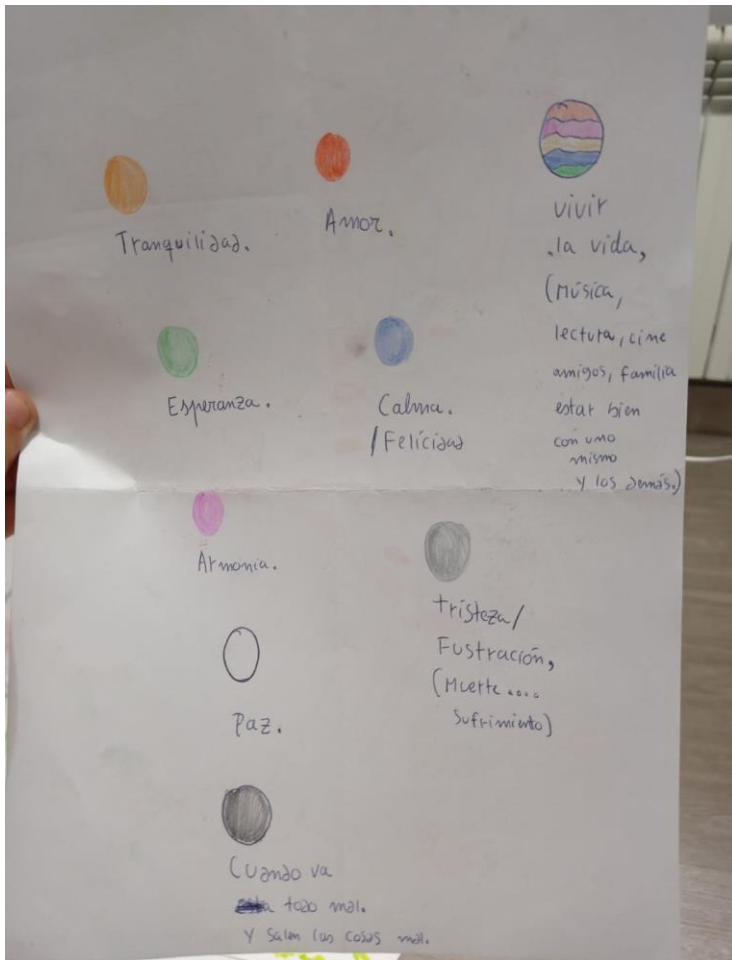 Tranquilidad.
Amor.
vivir
la vida,
(Música,
lectura, cine
amigos, familia
estar bien
con uno
mismo
y los demás.)
Esperanza.
Calma.
/Felicidad
Armonia.
tristeza/
Fustración,
(Muerte....
Sufrimiento)
Paz.
Cuando va
todo mal.
Y salen las cosas mal.